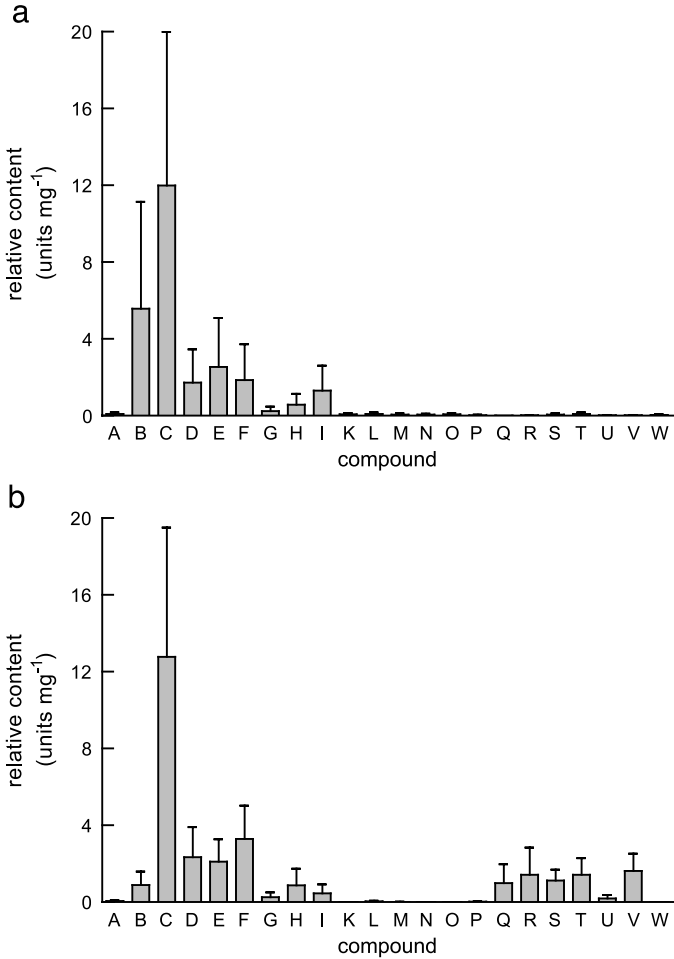 a
20
16
12
8
4
0
relative content
(units mg-1)
A B C D E F G H I K L M N O P Q R S T U V W
compound
b
20
16
12
8
4
0
relative content
(units mg-1)
A B C D E F G H I K L M N O P Q R S T U V W
compound